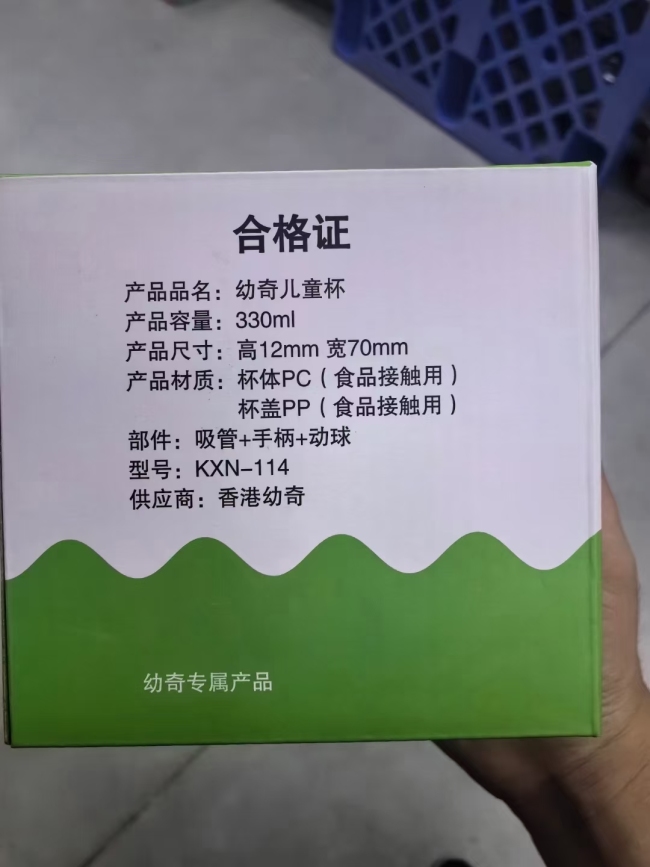 合格证
产品品名：幼奇儿童杯
产品容量：330ml
产品尺寸：高12mm 宽70mm
产品材质：杯体PC（食品接触用）
杯盖PP（食品接触用）
部件：吸管+手柄+动球
型号：KXN-114
供应商：香港幼奇
幼奇专属产品